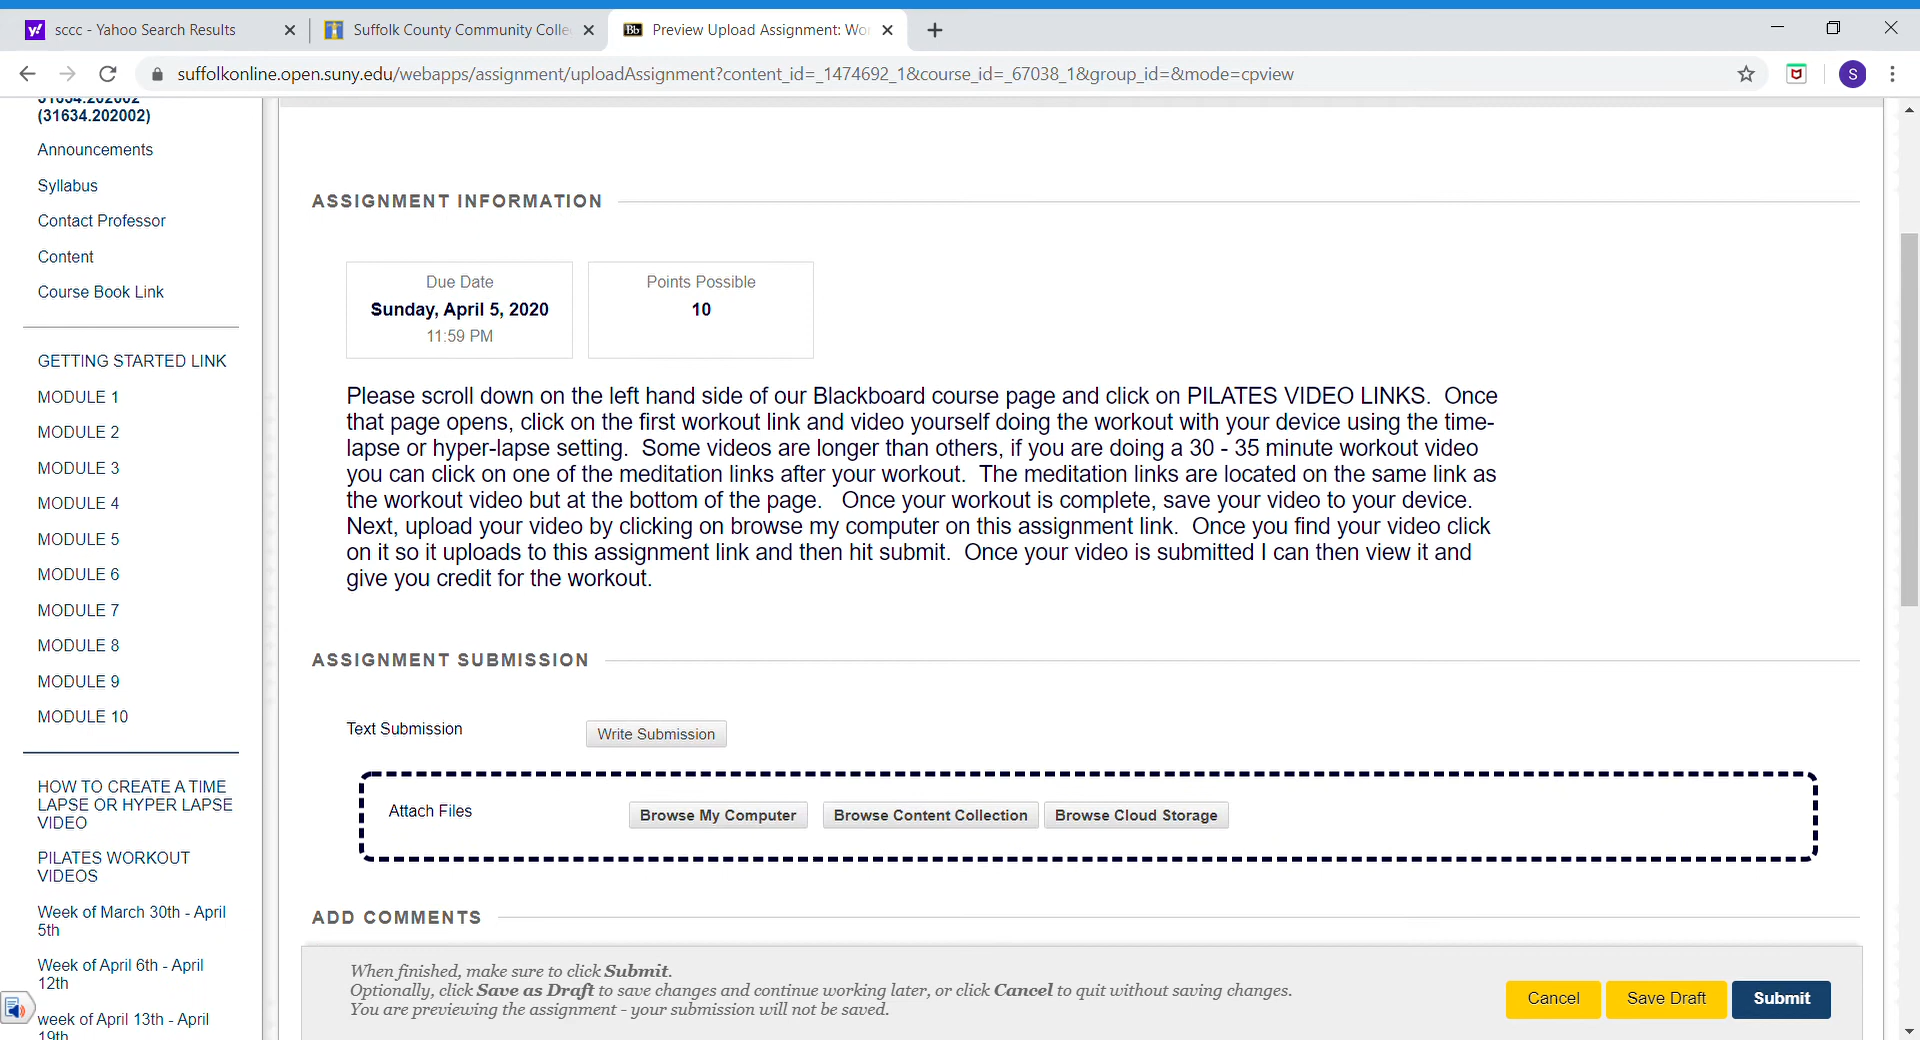 sccc - Yahoo Search Results
Suffolk County Community Colle
Bb
Preview Upload Assignment: Wor
suffolkonline.open.suny.edu/webapps/assignment/uploadAssignment?content_id=_1474692_1&course_id=_67038_1&group_id=&mode=cpview
S
31634.202002
(31634.202002)
Announcements
Syllabus
Contact Professor
Content
Course Book Link
GETTING STARTED LINK
MODULE 1
MODULE 2
MODULE 3
MODULE 4
MODULE 5
MODULE 6
MODULE 7
MODULE 8
MODULE 9
MODULE 10
HOW TO CREATE A TIME
LAPSE OR HYPER LAPSE
VIDEO
PILATES WORKOUT
VIDEOS
Week of March 30th - April
5th
Week of April 6th - April
12th
week of April 13th - April
19th
ASSIGNMENT INFORMATION
Due Date
Sunday, April 5, 2020
11:59 PM
Points Possible
10
Please scroll down on the left hand side of our Blackboard course page and click on PILATES VIDEO LINKS.  Once
that page opens, click on the first workout link and video yourself doing the workout with your device using the time-
lapse or hyper-lapse setting.  Some videos are longer than others, if you are doing a 30 - 35 minute workout video
you can click on one of the meditation links after your workout.  The meditation links are located on the same link as
the workout video but at the bottom of the page.   Once your workout is complete, save your video to your device.
Next, upload your video by clicking on browse my computer on this assignment link.  Once you find your video click
on it so it uploads to this assignment link and then hit submit.  Once your video is submitted I can then view it and
give you credit for the workout.
ASSIGNMENT SUBMISSION
Text Submission
Write Submission
Attach Files
Browse My Computer
Browse Content Collection
Browse Cloud Storage
ADD COMMENTS
When finished, make sure to click Submit.
Optionally, click Save as Draft to save changes and continue working later, or click Cancel to quit without saving changes.
You are previewing the assignment - your submission will not be saved.
Cancel
Save Draft
Submit